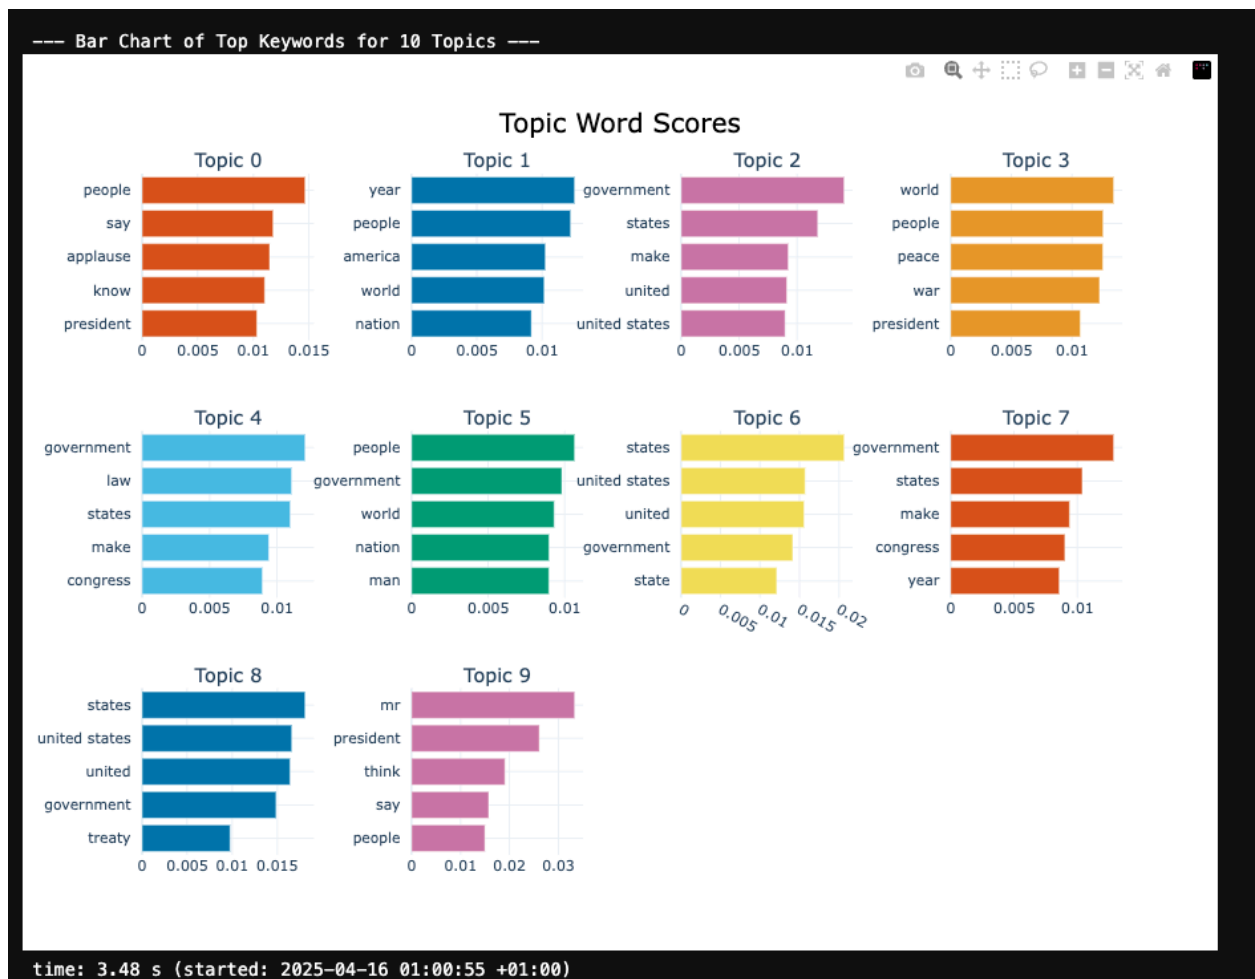 --- Bar Chart of Top Keywords for 10 Topics ---
Topic Word Scores
Topic 0
people
say
applause
know
president
0 0.005 0.01 0.015
Topic 1
year
people
america
world
nation
0 0.005 0.01
Topic 2
government
states
make
united
united states
0 0.005 0.01
Topic 3
world
people
peace
war
president
0 0.005 0.01
Topic 4
government
law
states
make
congress
0 0.005 0.01
Topic 5
people
government
world
nation
man
0 0.005 0.01
Topic 6
states
united states
united
government
state
0 0.005 0.01 0.015 0.02
Topic 7
government
states
make
congress
year
0 0.005 0.01
Topic 8
states
united states
united
government
treaty
0 0.005 0.01 0.015
Topic 9
mr
president
think
say
people
0 0.01 0.02 0.03
time: 3.48 s (started: 2025-04-16 01:00:55 +01:00)